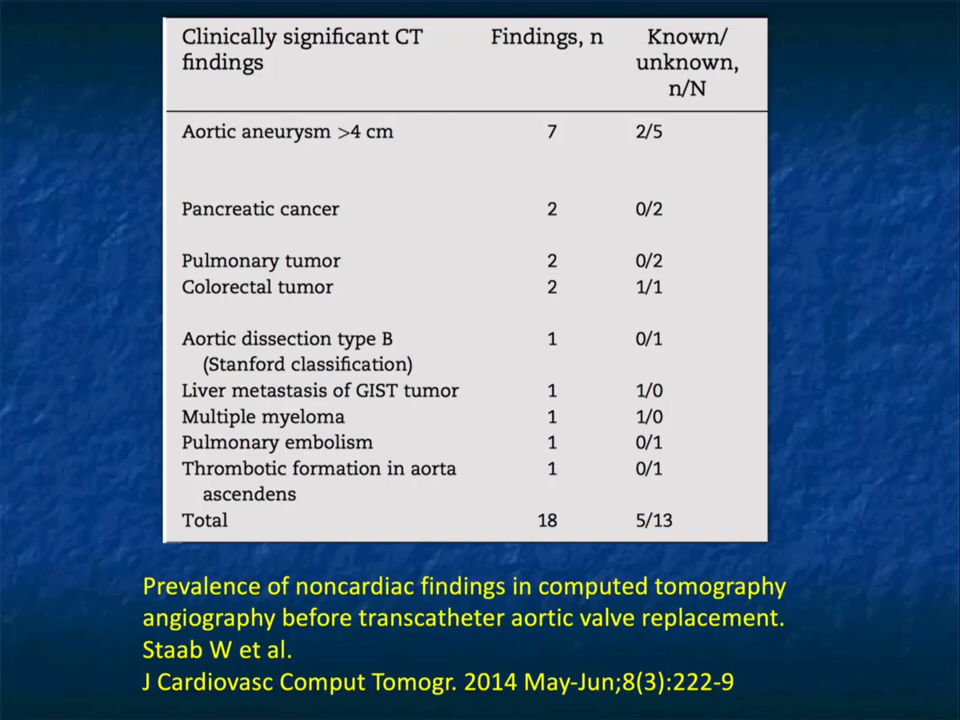 Clinically significant CT Findings, n Known/
findings unknown,
n/N
Aortic aneurysm >4 cm 7 2/5
Pancreatic cancer 2 0/2
Pulmonary tumor 2 0/2
Colorectal tumor 2 1/1
Aortic dissection type B 1 0/1
(Stanford classification)
Liver metastasis of GIST tumor 1 1/0
Multiple myeloma 1 1/0
Pulmonary embolism 1 0/1
Thrombotic formation in aorta 1 0/1
ascendens
Total 18 5/13
Prevalence of noncardiac findings in computed tomography
angiography before transcatheter aortic valve replacement.
Staab W et al.
J Cardiovasc Comput Tomogr. 2014 May-Jun;8(3):222-9